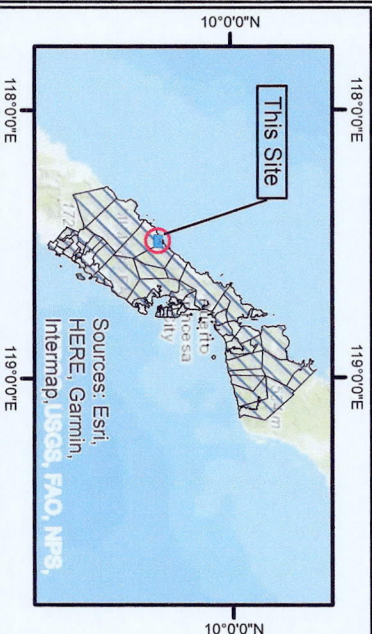 10°0'0"N
118°0'0"E
119°0'0"E
This Site
Sources: Esri,
HERE, Garmin,
Intermap, USGS, FAO, NPS,
118°0'0"E
119°0'0"E
10°0'0"N